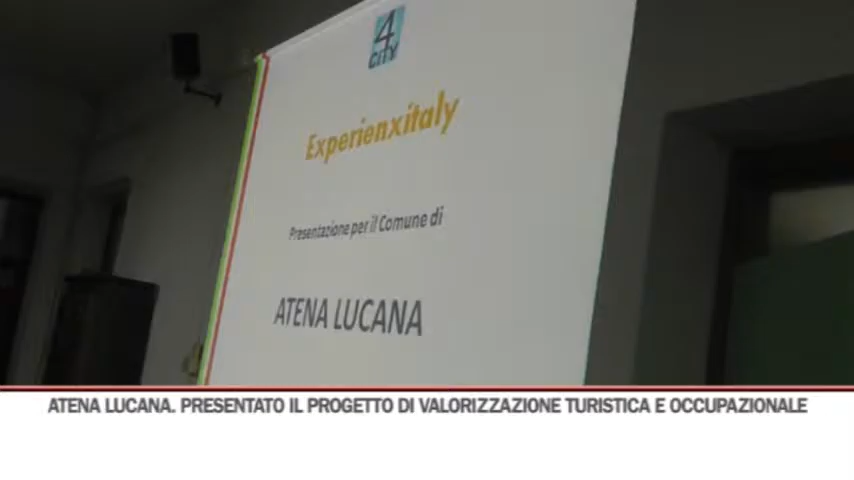 4
CITY
Experienxitaly
Presentazione per il Comune di
ATENA LUCANA
ATENA LUCANA. PRESENTATO IL PROGETTO DI VALORIZZAZIONE TURISTICA E OCCUPAZIONALE